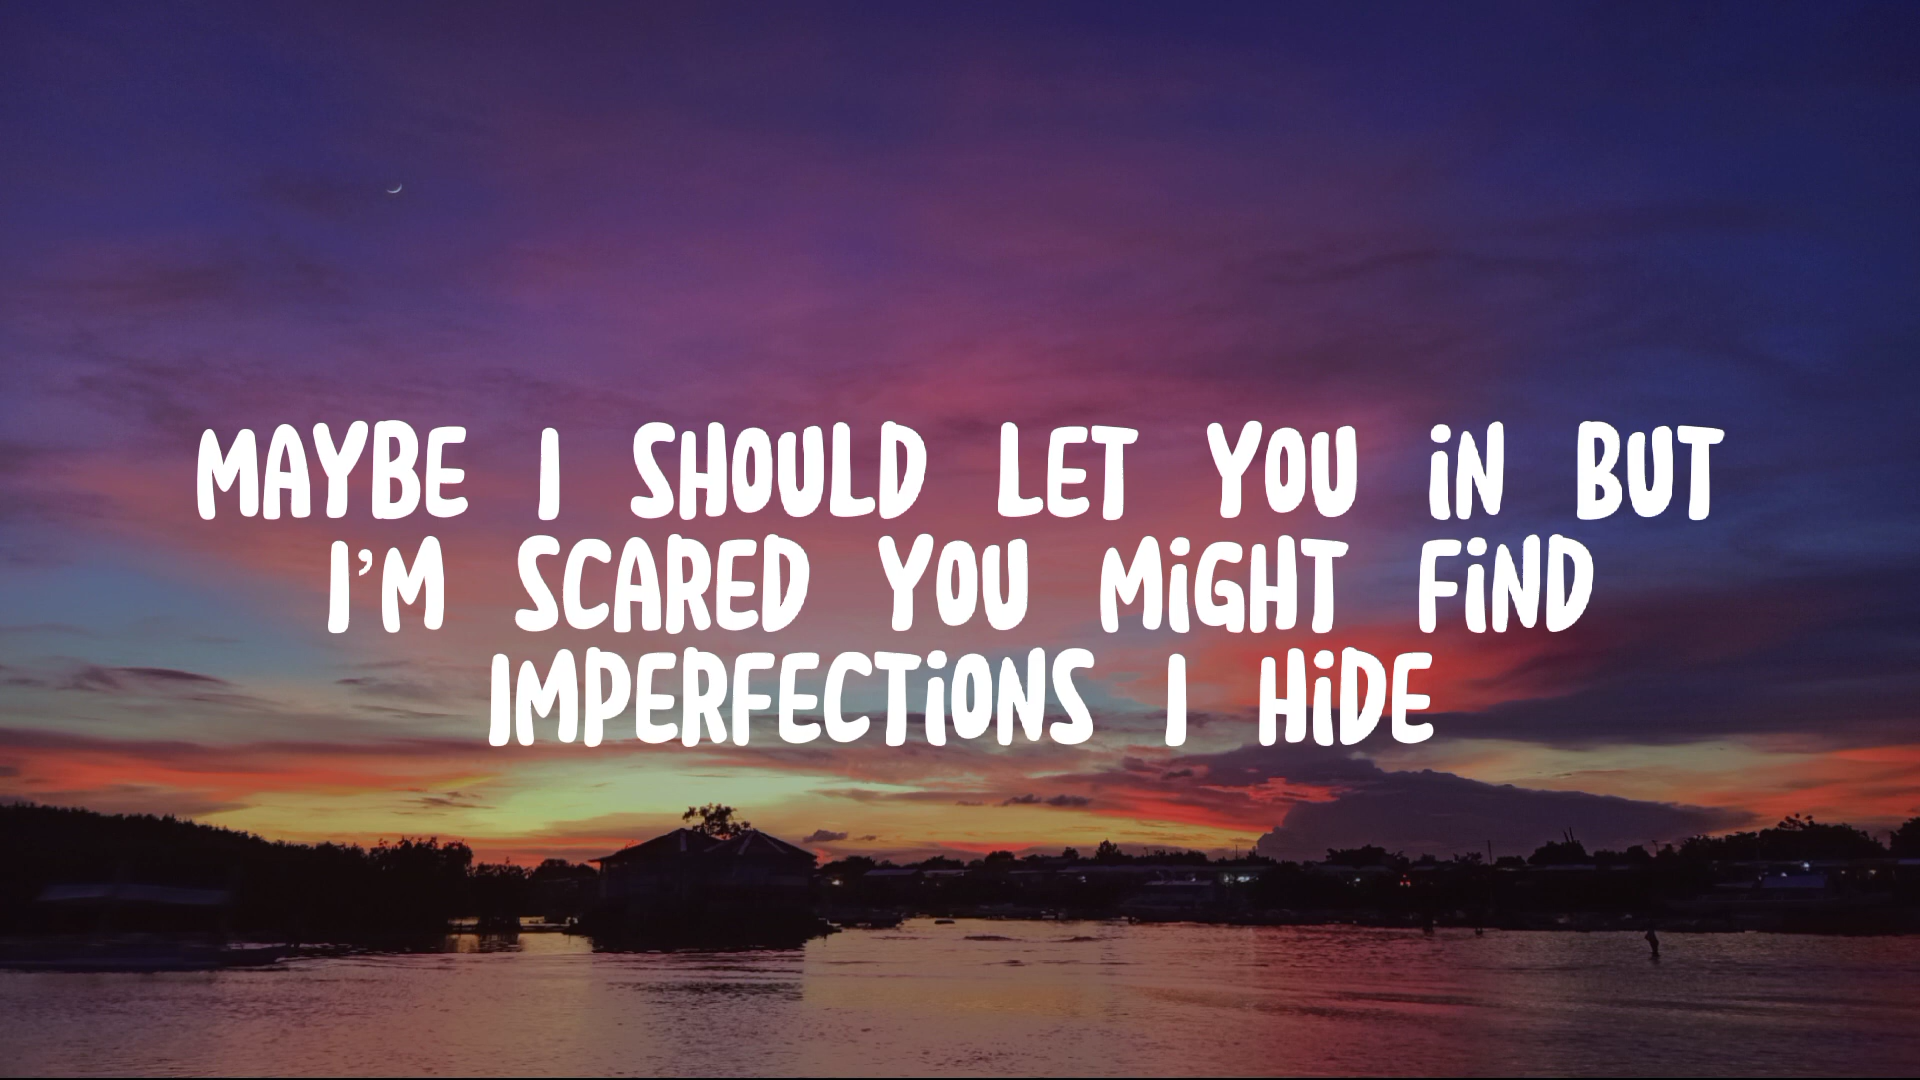 MAYBE I SHOULD LET YOU iN BUT
I'M SCARED YOU MiGHT FiND
IMPERFECTiONS I HiDE